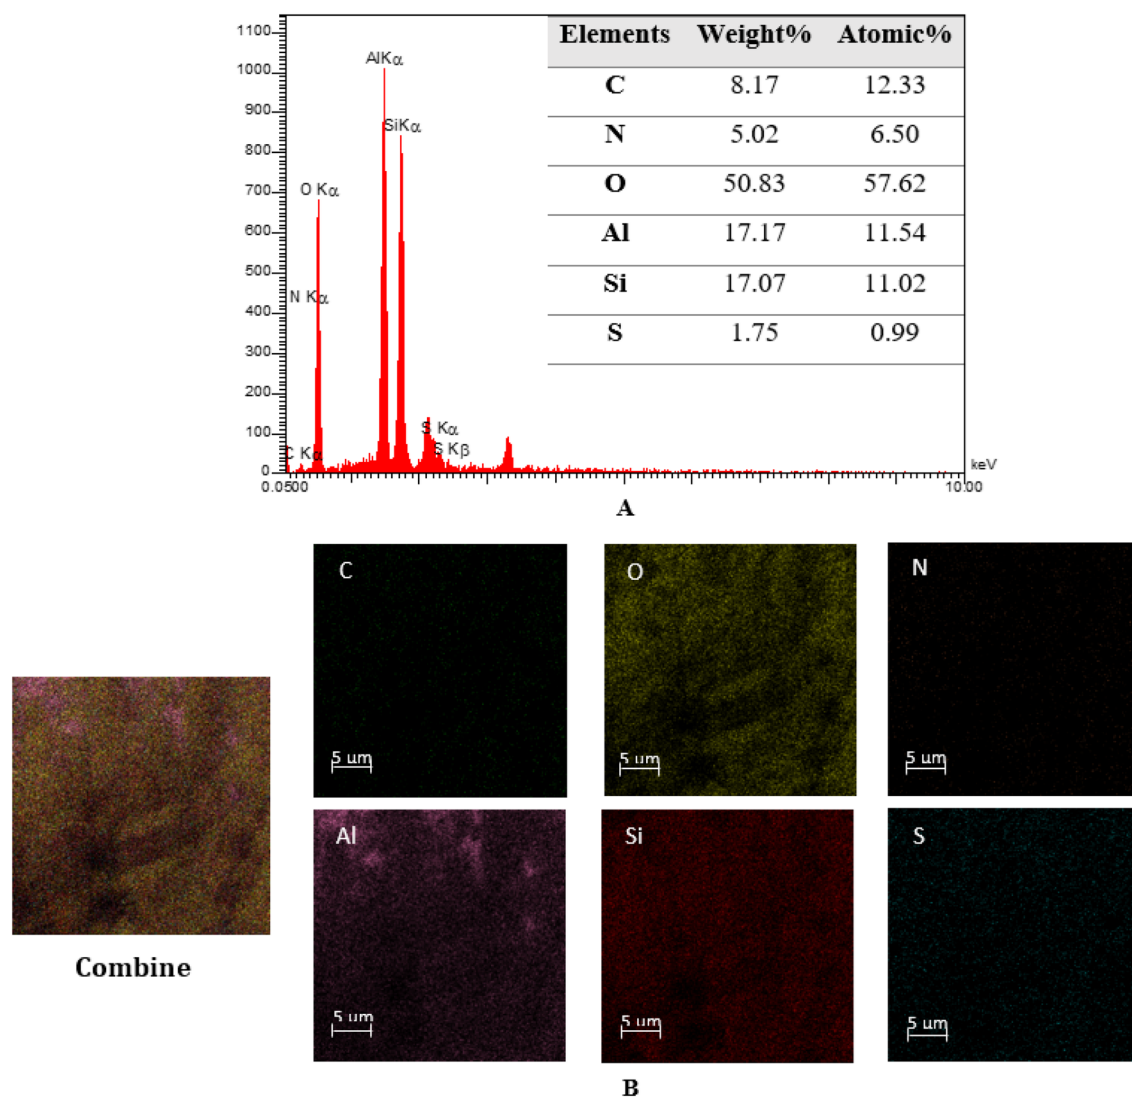 Elements Weight% Atomic%
C 8.17 12.33
N 5.02 6.50
O 50.83 57.62
Al 17.17 11.54
Si 17.07 11.02
S 1.75 0.99
1100
1000
900
800
700
600
500
400
300
200
100
0
AlKα
SiKα
O Kα
N Kα
C Kα
S Kα
S Kβ
0.0500
10.00
keV
A
C
5 um
O
5 um
N
5 um
Combine
Al
5 um
Si
5 um
S
5 um
B